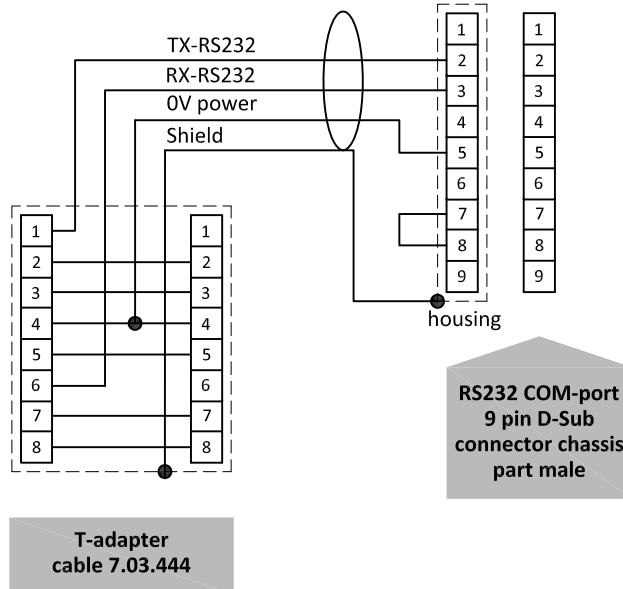 TX-RS232
RX-RS232
0V power
Shield
1 1
2 2
3 3
4 4
5 5
6 6
7 7
8 8
9 9
housing
1 1
2 2
3 3
4 4
5 5
6 6
7 7
8 8
RS232 COM-port
9 pin D-Sub
connector chassis
part male
T-adapter
cable 7.03.444